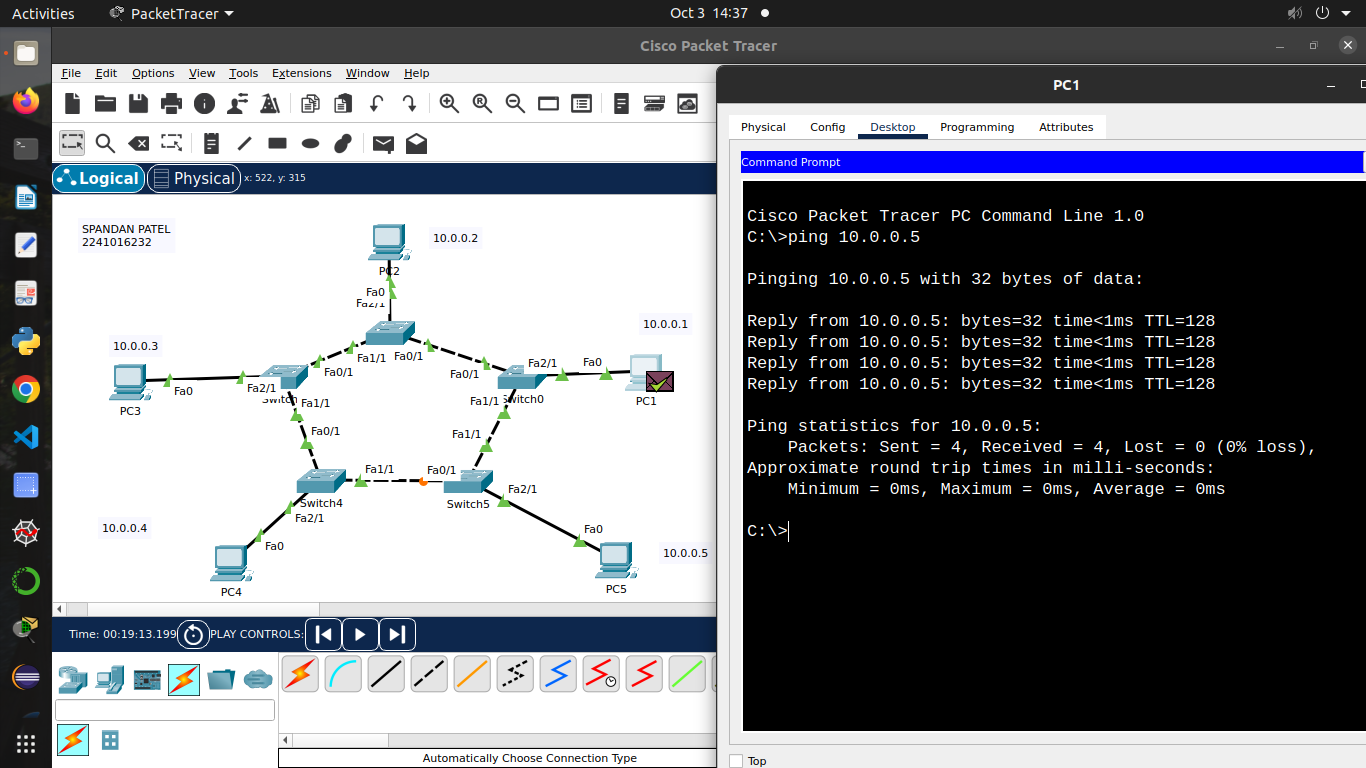 Activities
PacketTracer
Oct 3 14:37
Cisco Packet Tracer
File Edit Options View Tools Extensions Window Help
PC1
Physical Config Desktop Programming Attributes
Command Prompt
Logical
Physical
x: 522, y: 315
SPANDAN PATEL
2241016232
10.0.0.2
PC2
Fa0
Fa2/1
10.0.0.1
10.0.0.3
Fa1/1
Fa0/1
Fa0/1
Fa0/1
Fa2/1
Fa0
Fa0
Fa2/1
PC3
Switch
Fa1/1
Fa1/1
Switch0
PC1
Fa0/1
Fa1/1
Fa1/1
Fa0/1
Switch4
Fa2/1
Switch5
Fa2/1
10.0.0.4
Fa0
Fa0
10.0.0.5
PC4
PC5
Cisco Packet Tracer PC Command Line 1.0
C:\>ping 10.0.0.5
Pinging 10.0.0.5 with 32 bytes of data:
Reply from 10.0.0.5: bytes=32 time<1ms TTL=128
Reply from 10.0.0.5: bytes=32 time<1ms TTL=128
Reply from 10.0.0.5: bytes=32 time<1ms TTL=128
Reply from 10.0.0.5: bytes=32 time<1ms TTL=128
Ping statistics for 10.0.0.5:
Packets: Sent = 4, Received = 4, Lost = 0 (0% loss),
Approximate round trip times in milli-seconds:
Minimum = 0ms, Maximum = 0ms, Average = 0ms
C:\>
Time: 00:19:13.199
PLAY CONTROLS:
Automatically Choose Connection Type
Top